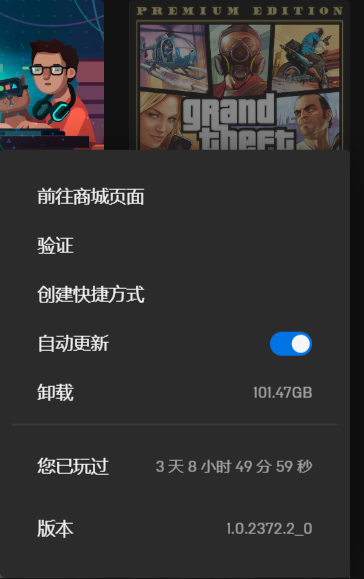 PREMIUM EDITION
grand
theft
前往商城页面
验证
创建快捷方式
自动更新
卸载 101.47GB
您已玩过 3 天 8 小时 49 分 59 秒
版本 1.0.2372.2_0